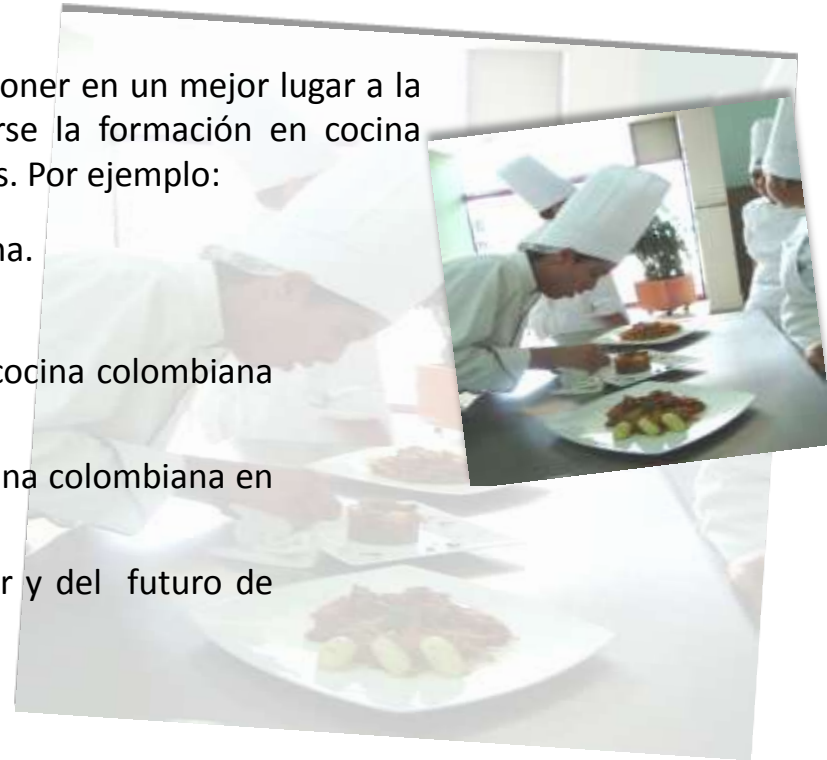 oner en un mejor lugar a la
rse la formación en cocina
s. Por ejemplo:
na.
cocina colombiana
na colombiana en
r y del futuro de